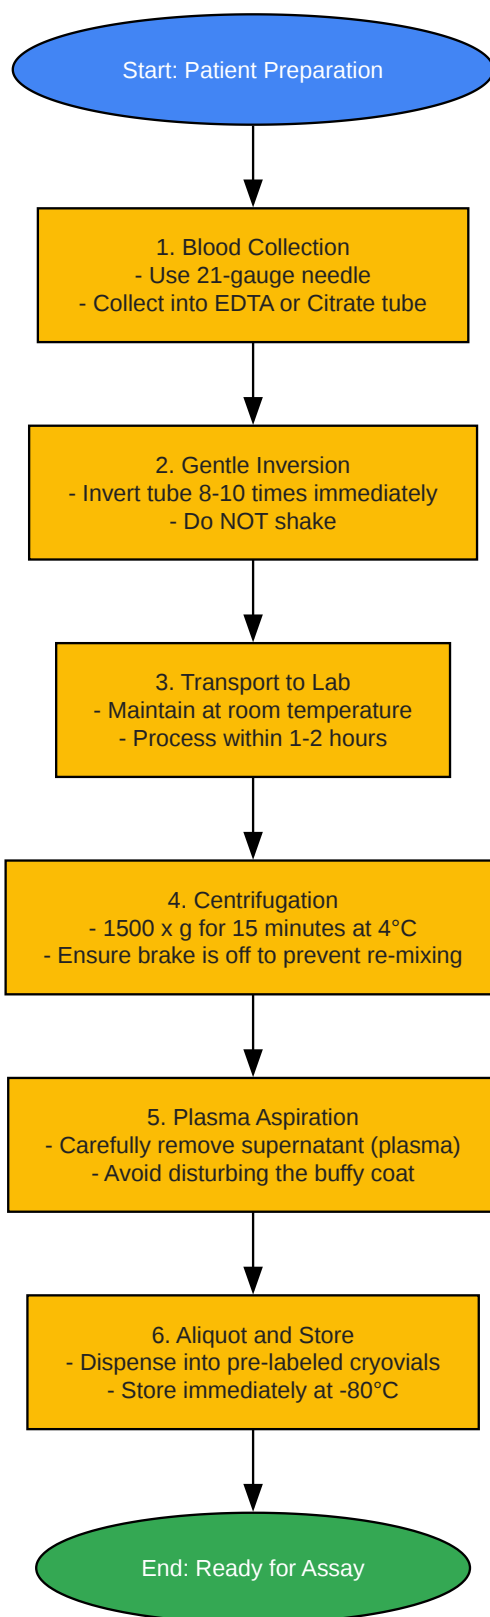 Start: Patient Preparation
1. Blood Collection
- Use 21-gauge needle
- Collect into EDTA or Citrate tube
2. Gentle Inversion
- Invert tube 8-10 times immediately
- Do NOT shake
3. Transport to Lab
- Maintain at room temperature
- Process within 1-2 hours
4. Centrifugation
- 1500 x g for 15 minutes at 4°C
- Ensure brake is off to prevent re-mixing
5. Plasma Aspiration
- Carefully remove supernatant (plasma)
- Avoid disturbing the buffy coat
6. Aliquot and Store
- Dispense into pre-labeled cryovials
- Store immediately at -80°C
End: Ready for Assay